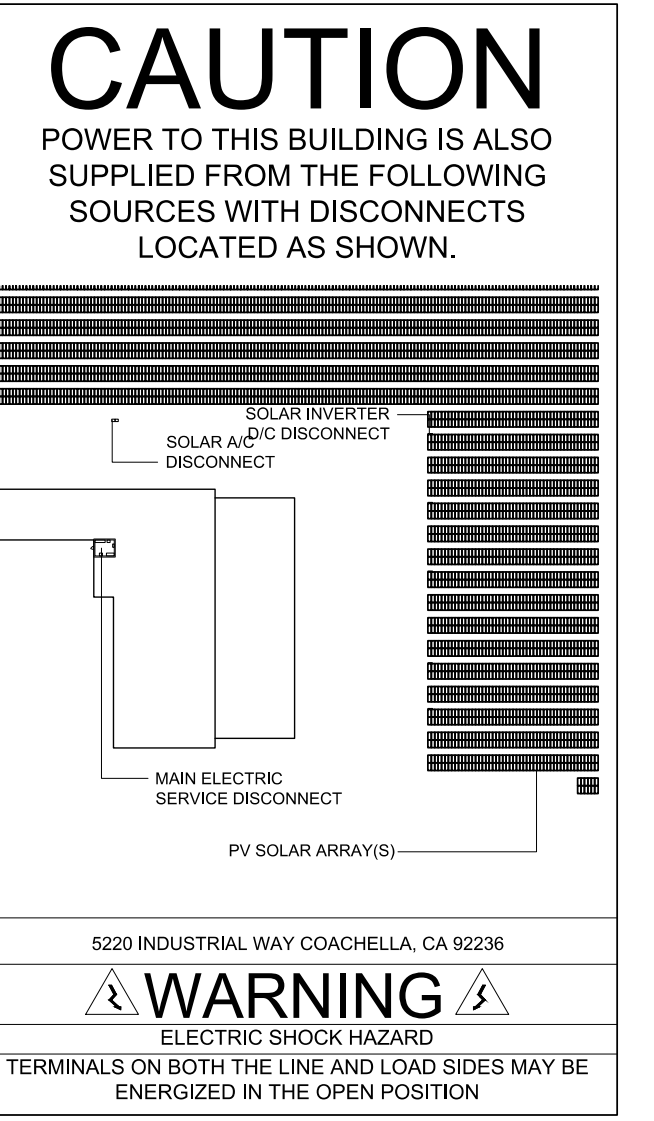 CAUTION
POWER TO THIS BUILDING IS ALSO
SUPPLIED FROM THE FOLLOWING
SOURCES WITH DISCONNECTS
LOCATED AS SHOWN.
SOLAR INVERTER
D/C DISCONNECT
SOLAR A/C
DISCONNECT
MAIN ELECTRIC
SERVICE DISCONNECT
PV SOLAR ARRAY(S)
5220 INDUSTRIAL WAY COACHELLA, CA 92236
WARNING
ELECTRIC SHOCK HAZARD
TERMINALS ON BOTH THE LINE AND LOAD SIDES MAY BE
ENERGIZED IN THE OPEN POSITION